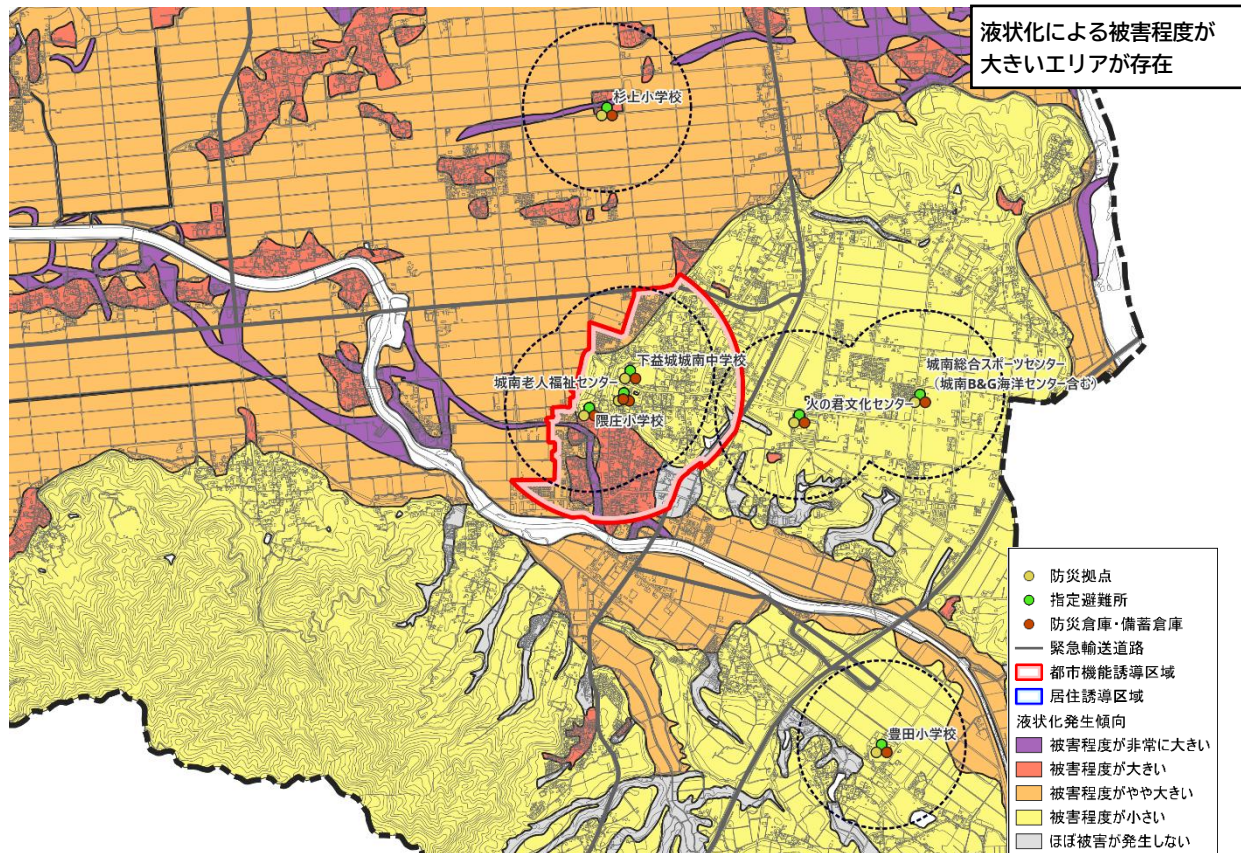 液状化による被害程度が
大きいエリアが存在
杉上小学校
下益城城南中学校
城南老人福祉センター
隈庄小学校
城南総合スポーツセンター
（城南B&G海洋センター含む）
火の君文化センター
豊田小学校
防災拠点
指定避難所
防災倉庫・備蓄倉庫
緊急輸送道路
都市機能誘導区域
居住誘導区域
液状化発生傾向
被害程度が非常に大きい
被害程度が大きい
被害程度がやや大きい
被害程度が小さい
ほぼ被害が発生しない